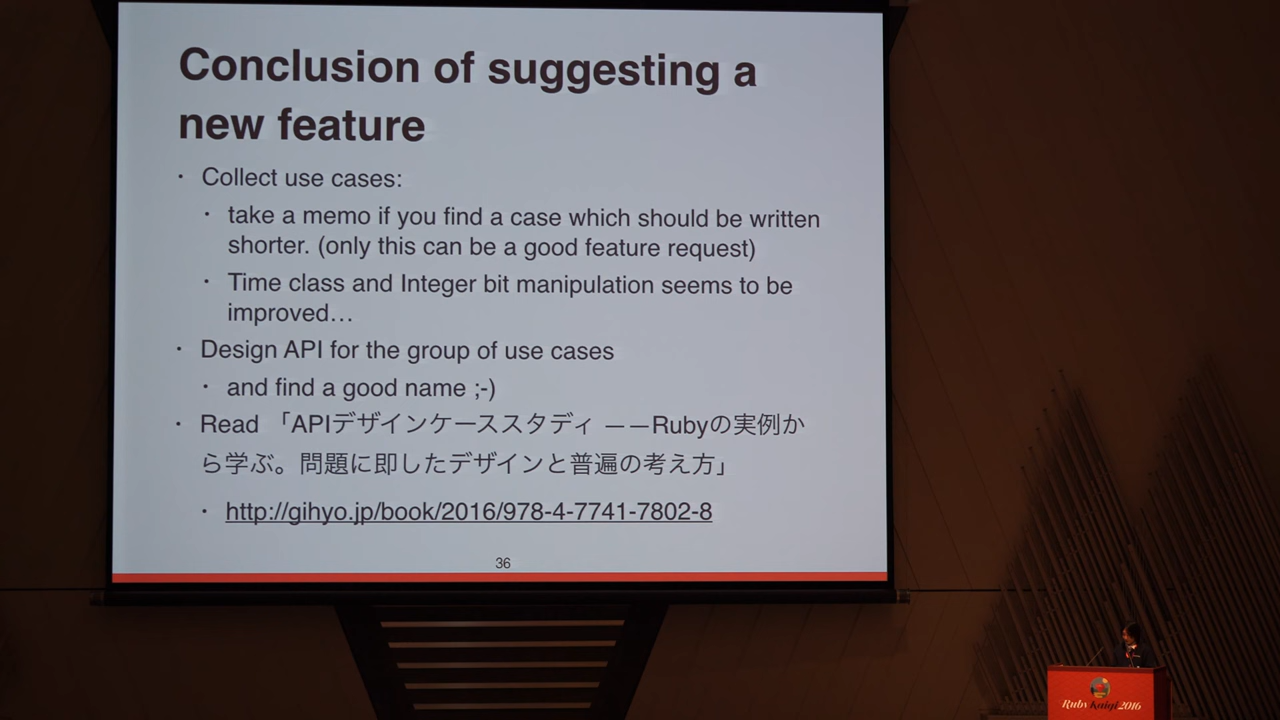 Conclusion of suggesting a
new feature
• Collect use cases:
• take a memo if you find a case which should be written
shorter. (only this can be a good feature request)
• Time class and Integer bit manipulation seems to be
improved…
• Design API for the group of use cases
• and find a good name ;-)
• Read 「APIデザインケーススタディ ——Rubyの実例か
ら学ぶ。問題に即したデザインと普遍の考え方」
• http://gihyo.jp/book/2016/978-4-7741-7802-8
36
RubyKaigi 2016